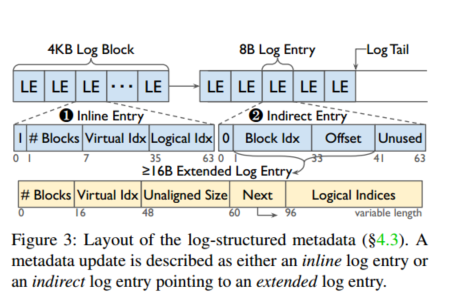 4KB Log Block 8B Log Entry Log Tail
LE LE LE ··· LE LE LE LE LE LE
❶ Inline Entry ❷ Indirect Entry
1 # Blocks Virtual Idx Logical Idx 0 Block Idx Offset Unused
0 1 7 35 63 0 1 33 41 63
≥16B Extended Log Entry
# Blocks Virtual Idx Unaligned Size Next Logical Indices
0 16 48 60 96 variable length
Figure 3: Layout of the log-structured metadata (§4.3). A
metadata update is described as either an inline log entry or
an indirect log entry pointing to an extended log entry.